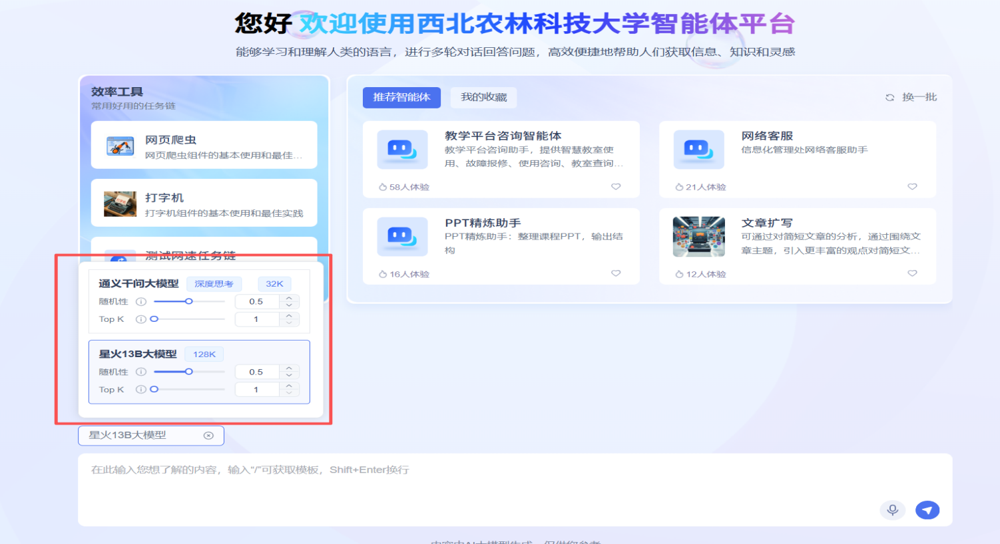 您好 欢迎使用西北农林科技大学智能体平台
能够学习和理解人类的语言，进行多轮对话回答问题，高效便捷地帮助人们获取信息、知识和灵感
效率工具
常用好用的任务链
网页爬虫
网页爬虫组件的基本使用和最佳...
打字机
打字机组件的基本使用和最佳实践
测试网速任务链
推荐智能体
我的收藏
换一批
教学平台咨询智能体
教学平台咨询助手，提供智慧教室使
用、故障报修、使用咨询、教室查询...
58人体验
网络客服
信息化管理处网络客服助手
21人体验
PPT精炼助手
PPT精炼助手：整理课程PPT，输出结
构
16人体验
文章扩写
可通过对简短文章的分析，通过围绕文
章主题，引入更丰富的观点对简短文...
12人体验
通义千问大模型 深度思考 32K
随机性 0.5
Top K 1
星火13B大模型 128K
随机性 0.5
Top K 1
星火13B大模型
在此输入您想了解的内容，输入“/”可获取模板，Shift+Enter换行
内容由AI大模型生成，仅供您参考